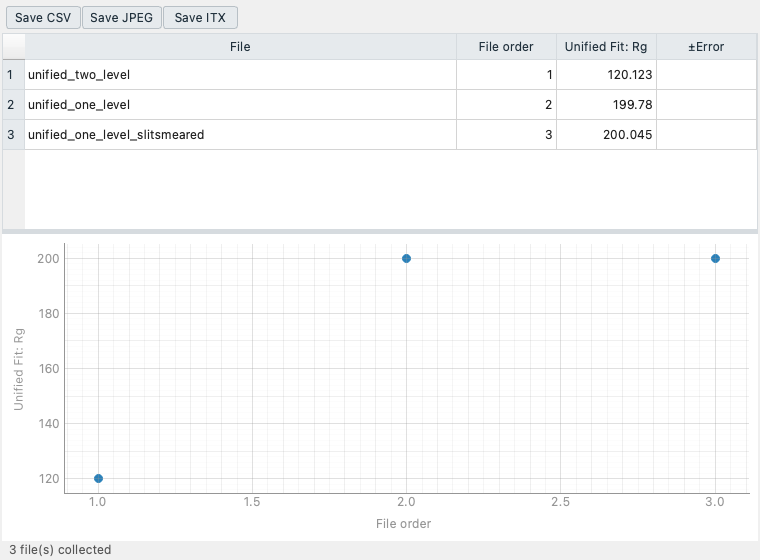 Save CSV Save JPEG Save ITX
File File order Unified Fit: Rg ±Error
1 unified_two_level 1 120.123
2 unified_one_level 2 199.78
3 unified_one_level_slitsmeared 3 200.045
200
180
160
140
120
Unified Fit: Rg
1.0 1.5 2.0 2.5 3.0
File order
3 file(s) collected